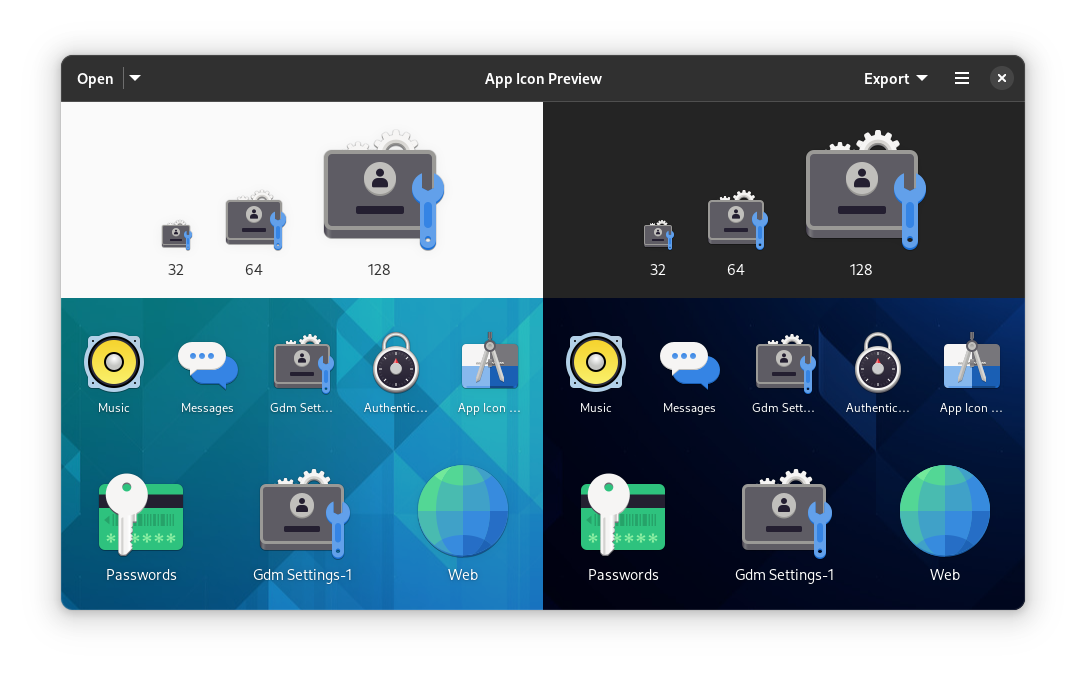 Open App Icon Preview Export
32 64 128
32 64 128
Music Messages Gdm Sett... Authentic... App Icon ...
Music Messages Gdm Sett... Authentic... App Icon ...
Passwords Gdm Settings-1 Web
Passwords Gdm Settings-1 Web